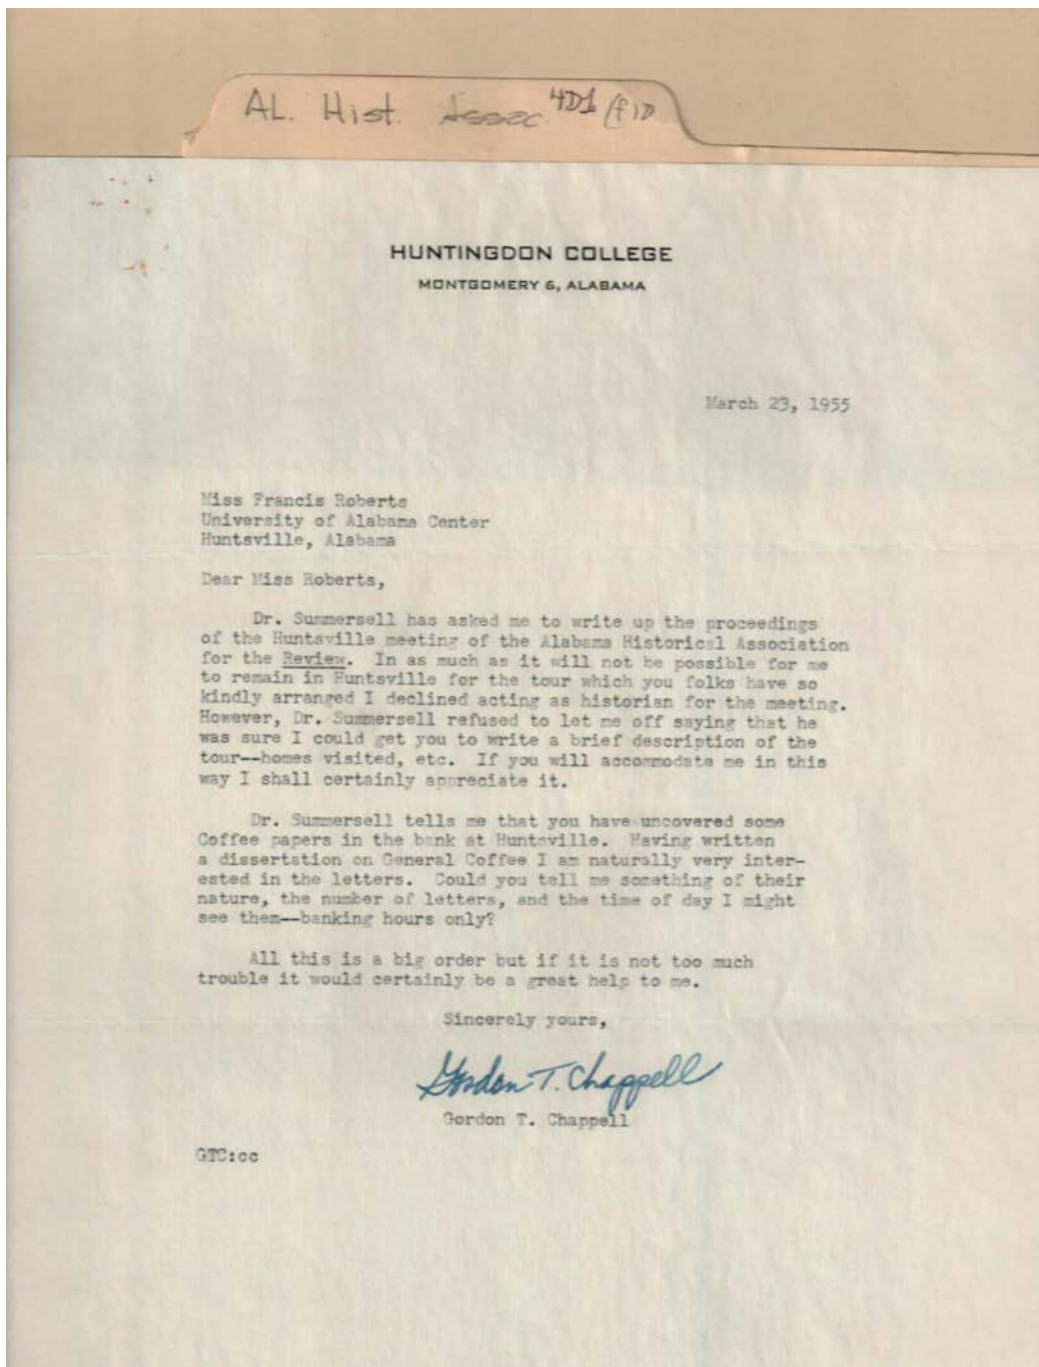 AL. Hist. Assoc. 4D1 (f10
HUNTINGDON COLLEGE
MONTGOMERY 6, ALABAMA
March 23, 1955
Miss Francis Roberts
University of Alabama Center
Huntsville, Alabama
Dear Miss Roberts,
Dr. Summersell has asked me to write up the proceedings
of the Huntsville meeting of the Alabama Historical Association
for the Review. In as much as it will not be possible for me
to remain in Huntsville for the tour which you folks have so
kindly arranged I declined acting as historian for the meeting.
However, Dr. Summersell refused to let me off saying that he
was sure I could get you to write a brief description of the
tour--homes visited, etc. If you will accommodate me in this
way I shall certainly appreciate it.
Dr. Summersell tells me that you have uncovered some
Coffee papers in the bank at Huntsville. Having written
a dissertation on General Coffee I am naturally very inter-
ested in the letters. Could you tell me something of their
nature, the number of letters, and the time of day I might
see them--banking hours only?
All this is a big order but if it is not too much
trouble it would certainly be a great help to me.
Sincerely yours,
Gordon T. Chappell
Gordon T. Chappell
GTC:cc